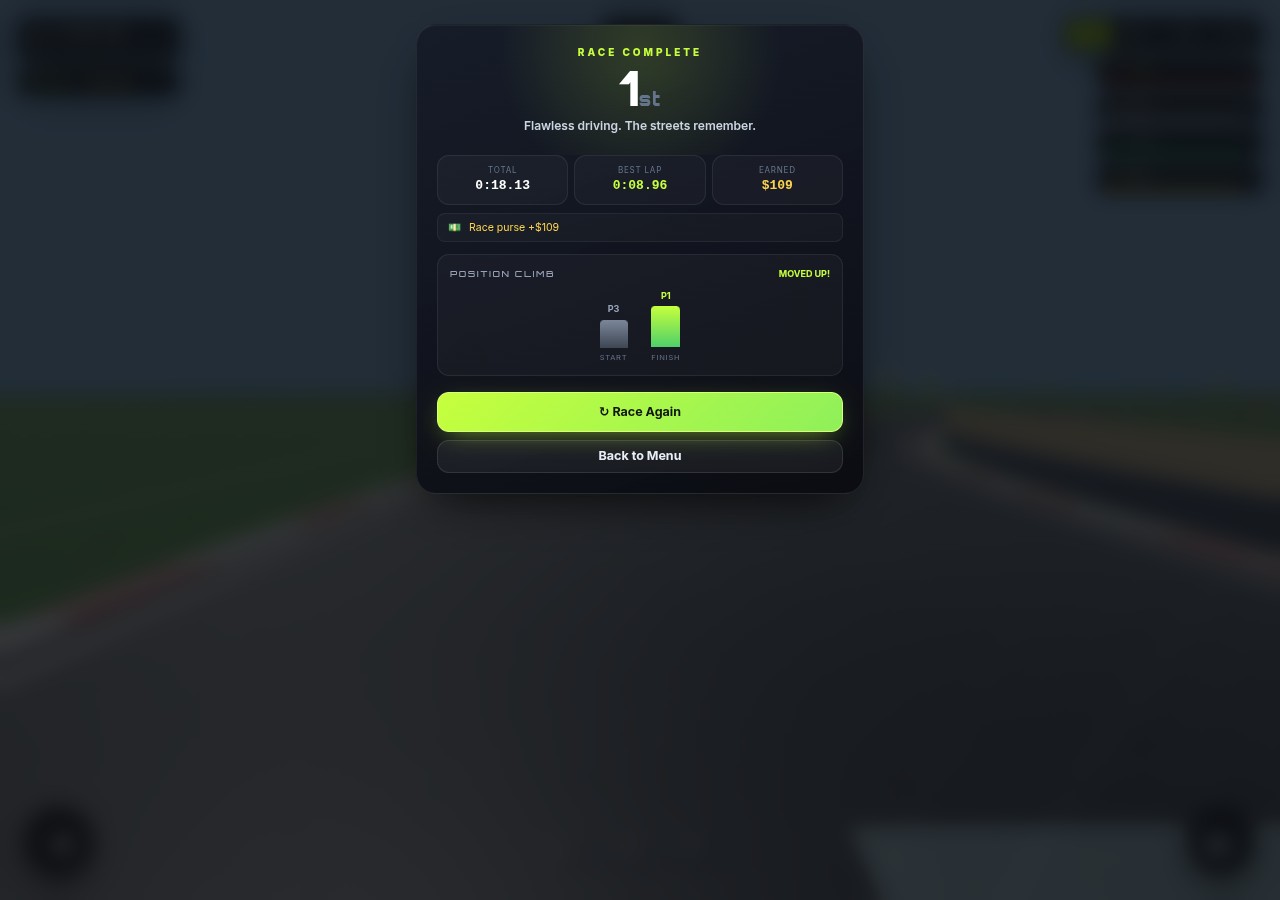 RACE COMPLETE
1st
Flawless driving. The streets remember.
TOTAL
0:18.13
BEST LAP
0:08.96
EARNED
$109
💵 Race purse +$109
POSITION CLIMB
MOVED UP!
P3
START
P1
FINISH
↻ Race Again
Back to Menu